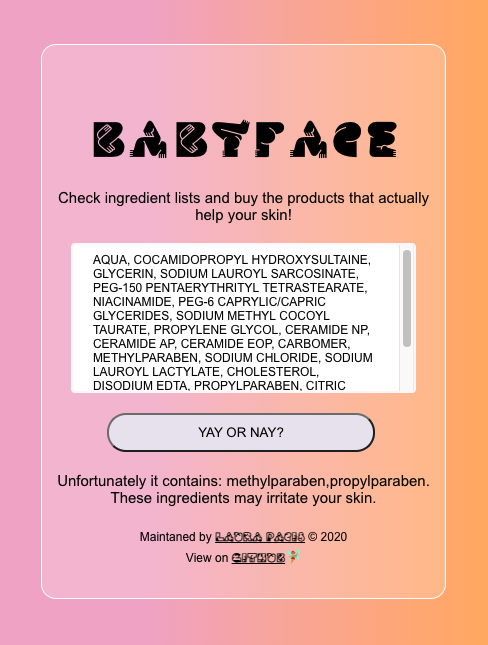 BABYFACE
Check ingredient lists and buy the products that actually
help your skin!
AQUA, COCAMIDOPROPYL HYDROXYSULTAINE,
GLYCERIN, SODIUM LAUROYL SARCOSINATE,
PEG-150 PENTAERYTHRITYL TETRASTEARATE,
NIACINAMIDE, PEG-6 CAPRYLIC/CAPRIC
GLYCERIDES, SODIUM METHYL COCOYL
TAURATE, PROPYLENE GLYCOL, CERAMIDE NP,
CERAMIDE AP, CERAMIDE EOP, CARBOMER,
METHYLPARABEN, SODIUM CHLORIDE, SODIUM
LAUROYL LACTYLATE, CHOLESTEROL,
DISODIUM EDTA, PROPYLPARABEN, CITRIC
YAY OR NAY?
Unfortunately it contains: methylparaben,propylparaben.
These ingredients may irritate your skin.
Maintaned by LAURA © 2020
View on GITHUB